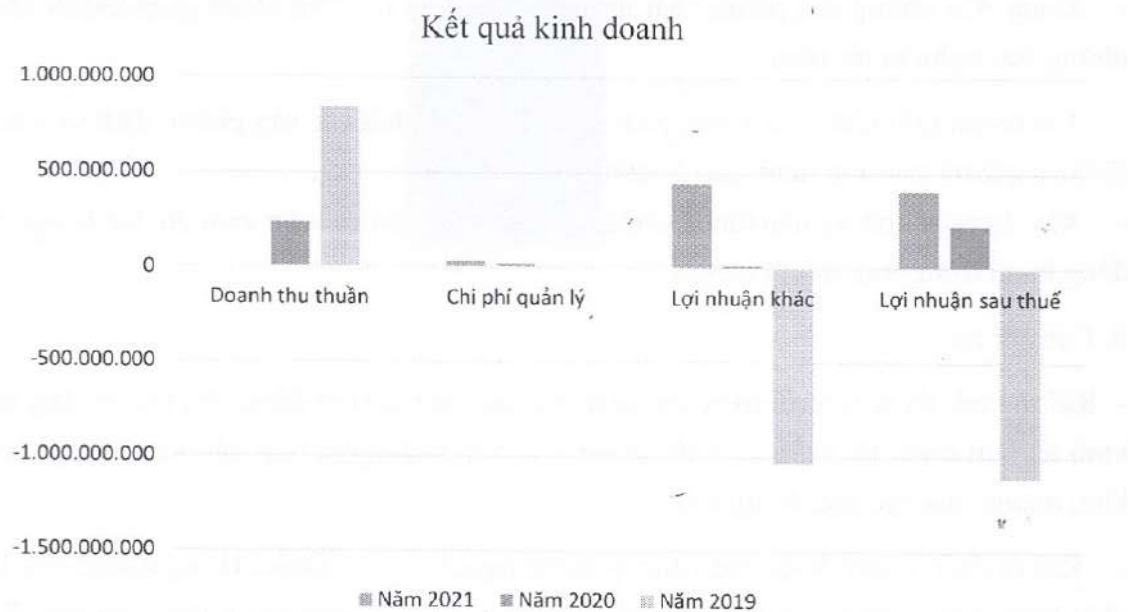 Kết quả kinh doanh
1.000.000.000
500.000.000
0
Doanh thu thuần
Chi phí quản lý
Lợi nhuận khác
Lợi nhuận sau thuế
-500.000.000
-1.000.000.000
-1.500.000.000
Năm 2021 Năm 2020 Năm 2019